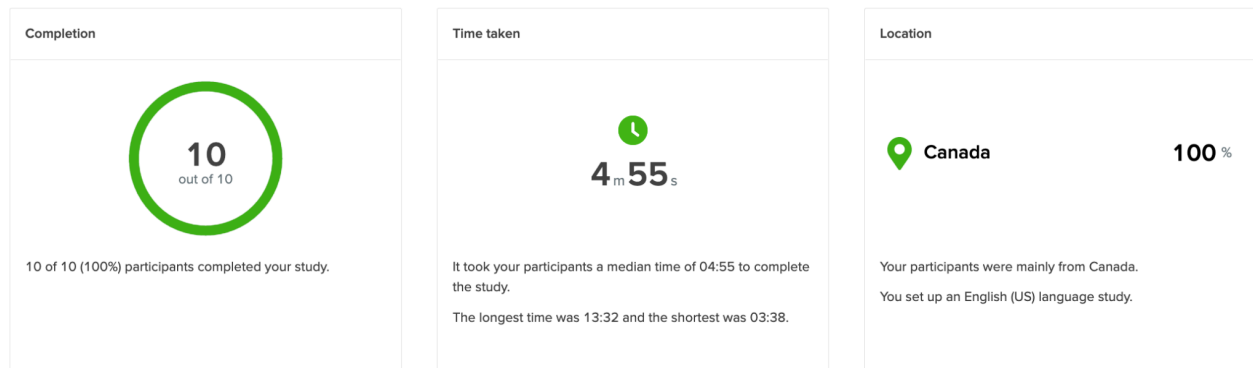 Completion
10
out of 10
10 of 10 (100%) participants completed your study.
Time taken
4 m 55 s
It took your participants a median time of 04:55 to complete
the study.
The longest time was 13:32 and the shortest was 03:38.
Location
Canada 100 %
Your participants were mainly from Canada.
You set up an English (US) language study.